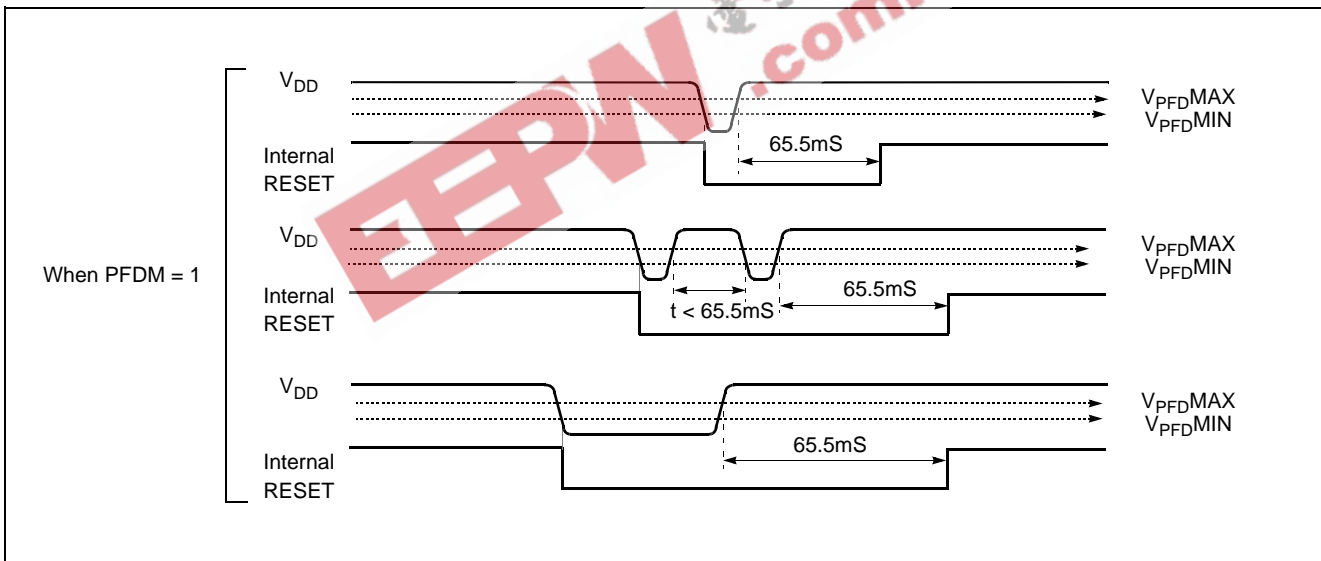 EEPW
.com
When PFDM = 1
VDD
VPFDMAX
VPFDMIN
65.5mS
Internal
RESET
VDD
VPFDMAX
VPFDMIN
65.5mS
t < 65.5mS
Internal
RESET
VDD
VPFDMAX
VPFDMIN
65.5mS
Internal
RESET